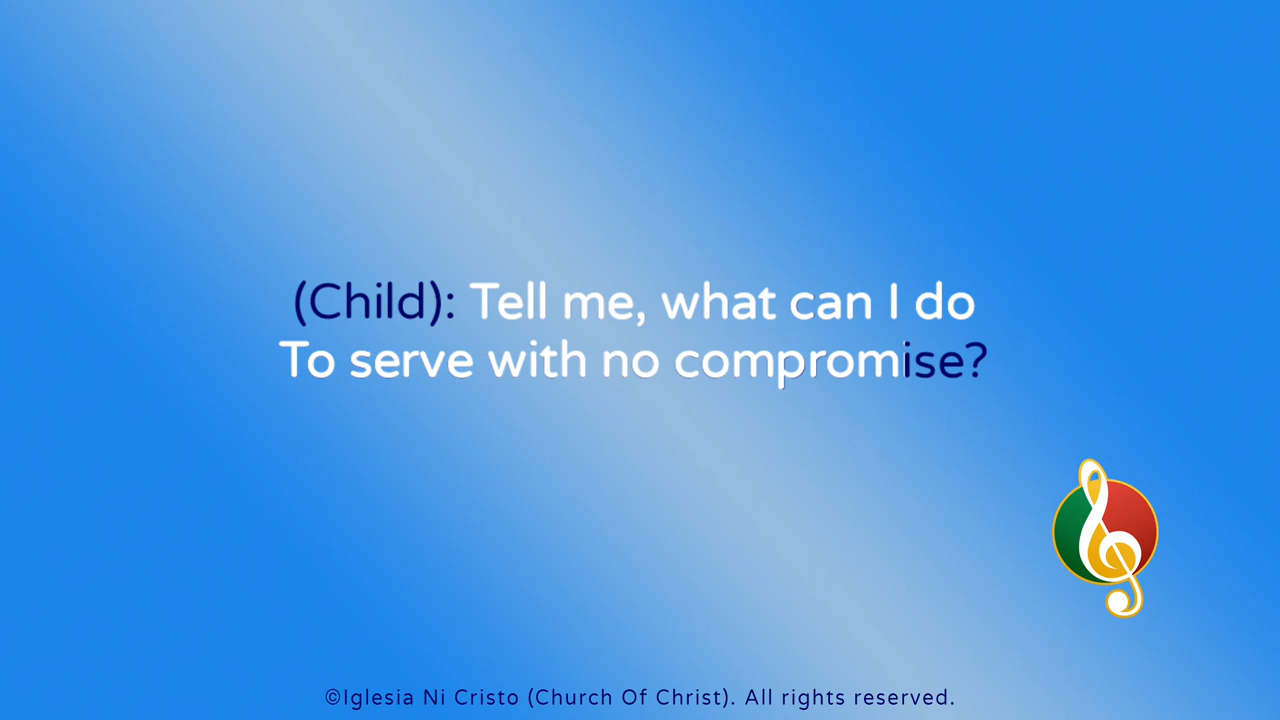 (Child): Tell me, what can I do
To serve with no compromise?
©Iglesia Ni Cristo (Church Of Christ). All rights reserved.